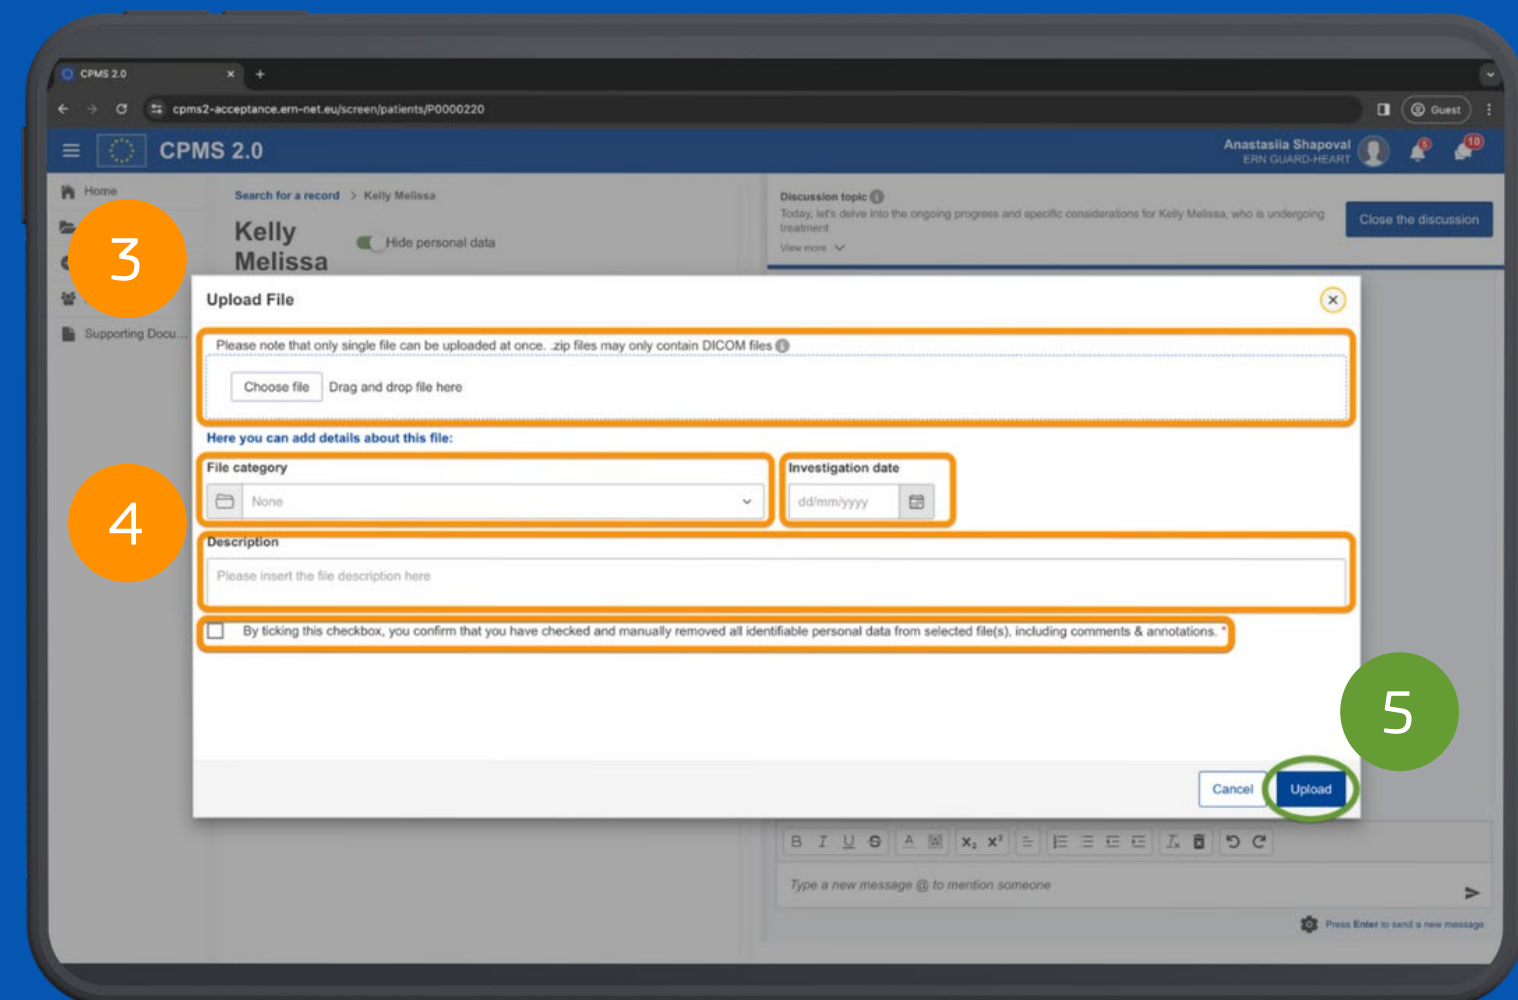 CPMS 2.0
cpms2-acceptance.ern-net.eu/screen/patients/P0000220
Guest
CPMS 2.0
Anastasiia Shapoval
ERN GUARD-HEART
5
10
Home
Supporting Docu...
Search for a record > Kelly Melissa
Kelly
Melissa
Hide personal data
Discussion topic
Today, let's delve into the ongoing progress and specific considerations for Kelly Melissa, who is undergoing
treatment
View more
Close the discussion
3
Upload File
Please note that only single file can be uploaded at once. .zip files may only contain DICOM files
Choose file
Drag and drop file here
Here you can add details about this file:
File category
None
Investigation date
dd/mm/yyyy
4
Description
Please insert the file description here
By ticking this checkbox, you confirm that you have checked and manually removed all identifiable personal data from selected file(s), including comments & annotations. *
5
Cancel
Upload
Type a new message @ to mention someone
Press Enter to send a new message